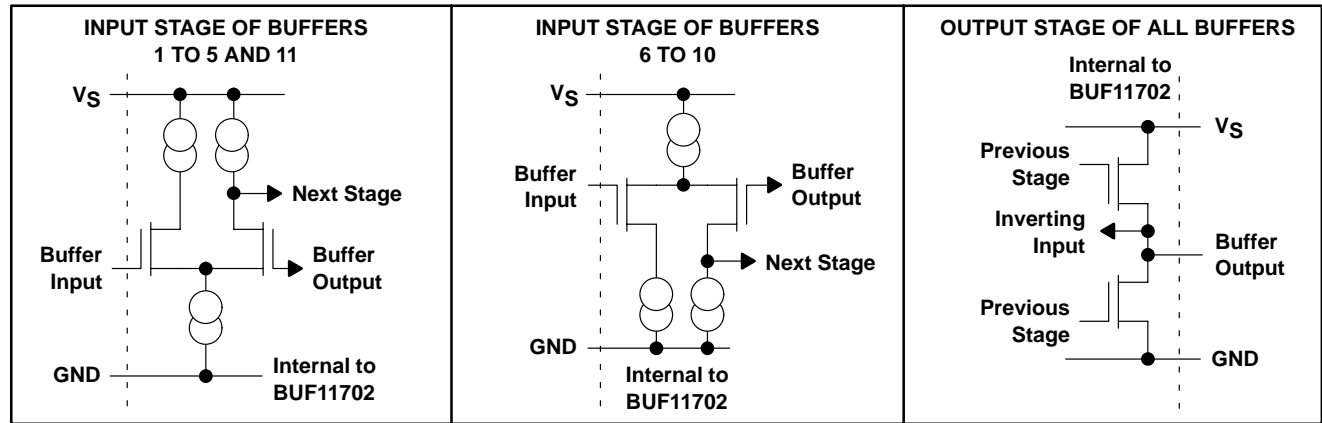 INPUT STAGE OF BUFFERS
1 TO 5 AND 11
VS
Next Stage
Buffer
Input
Buffer
Output
GND
Internal to
BUF11702
INPUT STAGE OF BUFFERS
6 TO 10
VS
Buffer
Input
Buffer
Output
Next Stage
GND
Internal to
BUF11702
OUTPUT STAGE OF ALL BUFFERS
Internal to
BUF11702
VS
Previous
Stage
Inverting
Input
Buffer
Output
Previous
Stage
GND